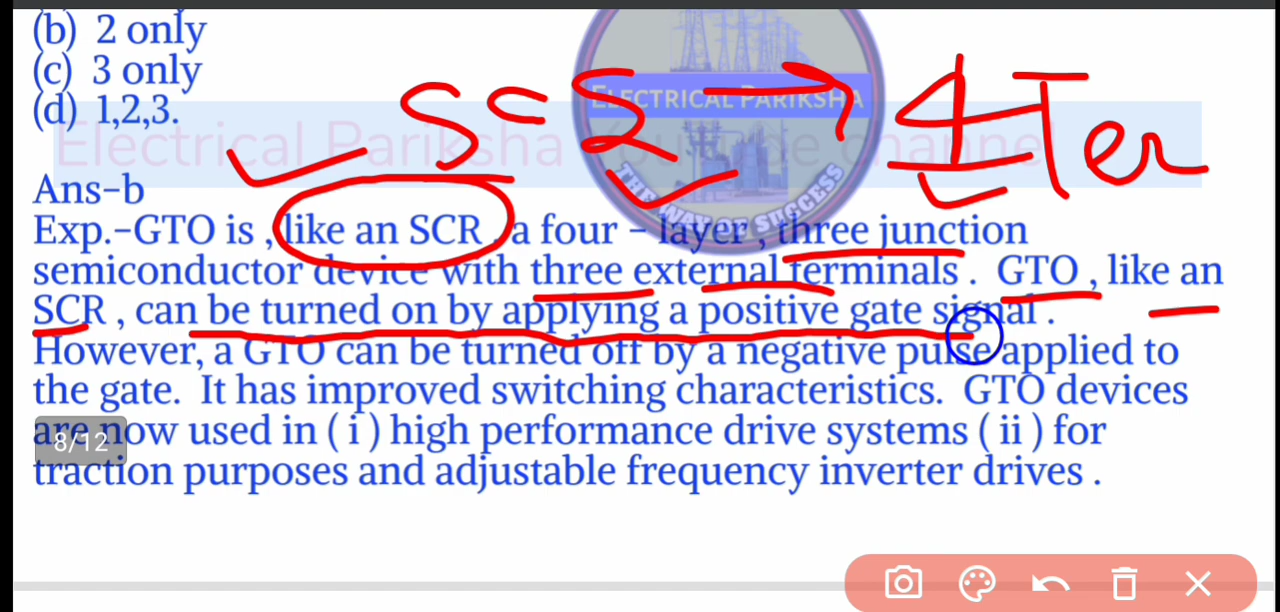 (b) 2 only
(c) 3 only
(d) 1,2,3.
ELECTRICAL PARIKSHA
Electrical Pariksha Youtube channel
THE WAY OF SUCCESS
SCR → 4 Ter
Ans-b
Exp.-GTO is , like an SCR , a four - layer , three junction
semiconductor device with three external terminals . GTO , like an
SCR , can be turned on by applying a positive gate signal .
However, a GTO can be turned off by a negative pulse applied to
the gate. It has improved switching characteristics. GTO devices
are now used in ( i ) high performance drive systems ( ii ) for
traction purposes and adjustable frequency inverter drives .
8/12